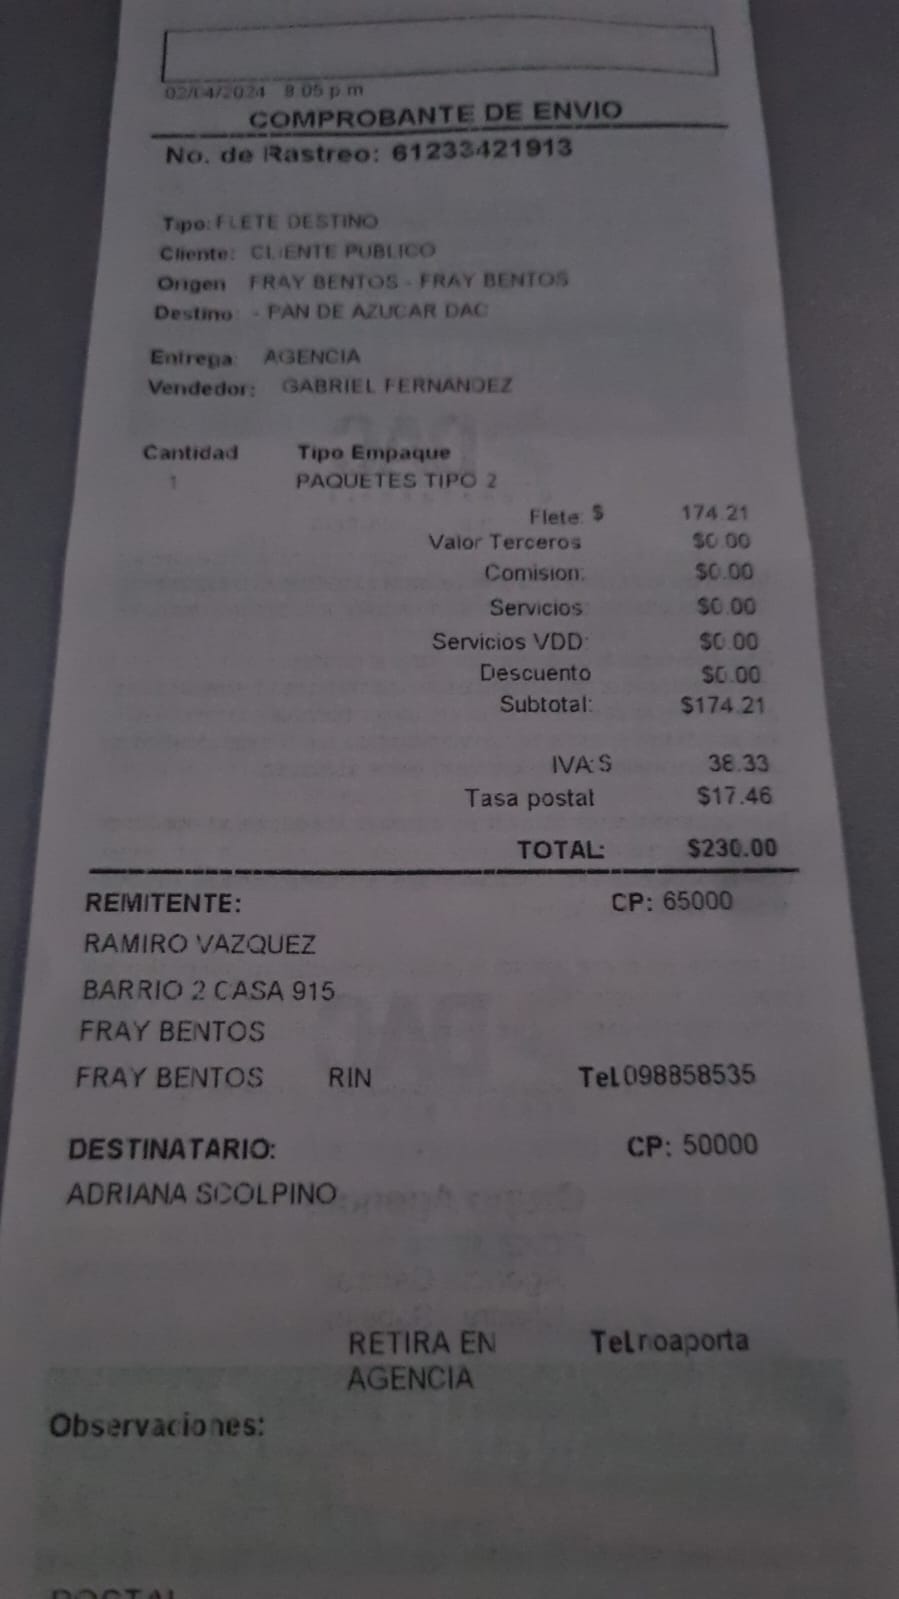 02/04/2024 8:05 p m
COMPROBANTE DE ENVIO
No. de Rastreo: 61233421913
Tipo: FLETE DESTINO
Cliente: CLIENTE PUBLICO
Origen FRAY BENTOS - FRAY BENTOS
Destino: - PAN DE AZUCAR DAC
Entrega: AGENCIA
Vendedor: GABRIEL FERNANDEZ
Cantidad Tipo Empaque
1 PAQUETES TIPO 2
Flete: $ 174.21
Valor Terceros $0.00
Comision: $0.00
Servicios $0.00
Servicios VDD: $0.00
Descuento $0.00
Subtotal: $174.21
IVA:$ 38.33
Tasa postal $17.46
TOTAL: $230.00
REMITENTE: CP: 65000
RAMIRO VAZQUEZ
BARRIO 2 CASA 915
FRAY BENTOS
FRAY BENTOS RIN Tel.098858535
DESTINATARIO: CP: 50000
ADRIANA SCOLPINO
RETIRA EN Tel.noaporta
AGENCIA
Observaciones: